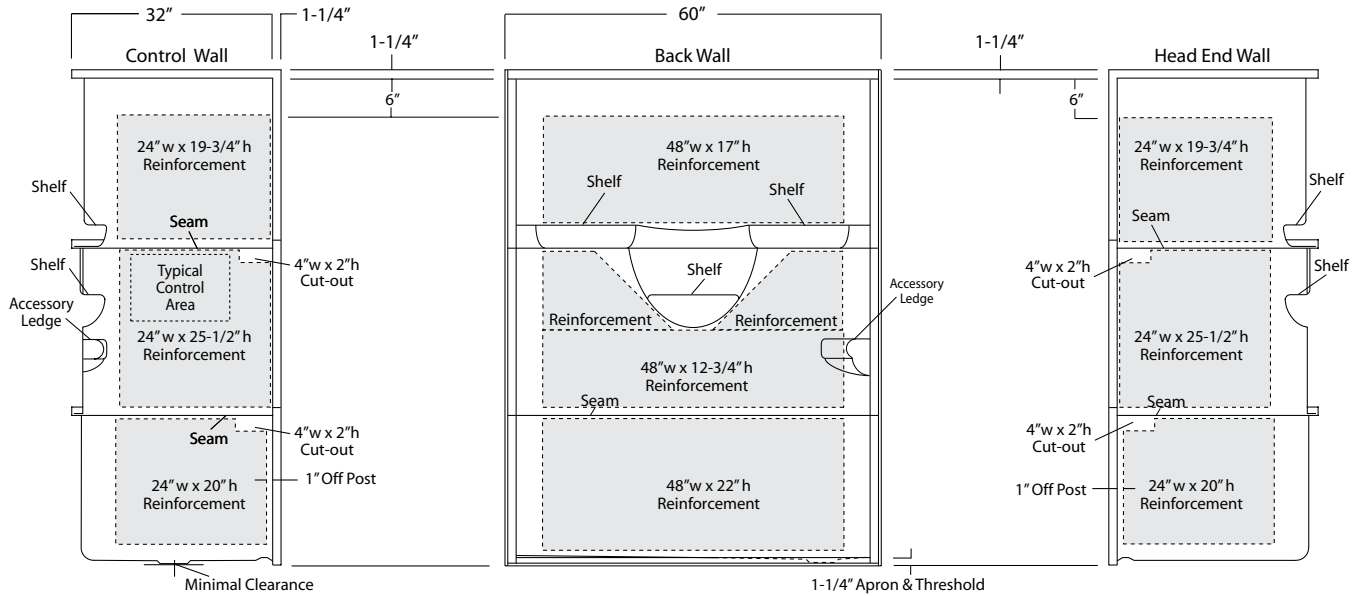 32”
1-1/4”
60”
1-1/4”
1-1/4”
Control Wall
Back Wall
Head End Wall
6”
6”
24” w x 19-3/4” h
Reinforcement
48”w x 17” h
Reinforcement
24” w x 19-3/4” h
Reinforcement
Shelf
Shelf
Shelf
Shelf
Seam
Seam
Shelf
Typical
Control
Area
4”w x 2”h
Cut-out
Shelf
4”w x 2”h
Cut-out
Shelf
Accessory
Ledge
Accessory
Ledge
24” w x 25-1/2” h
Reinforcement
Reinforcement
Reinforcement
24” w x 25-1/2” h
Reinforcement
48”w x 12-3/4” h
Reinforcement
Seam
Seam
Seam
4”w x 2”h
Cut-out
4”w x 2”h
Cut-out
24” w x 20” h
Reinforcement
1” Off Post
48”w x 22” h
Reinforcement
1” Off Post
24” w x 20” h
Reinforcement
Minimal Clearance
1-1/4” Apron & Threshold